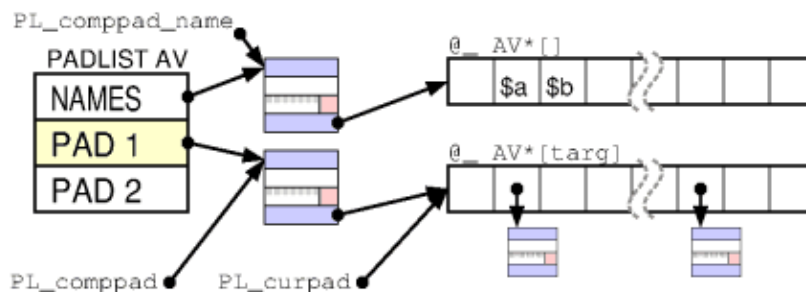 PL_comppad_name
PADLIST AV
NAMES
PAD 1
PAD 2
@_ AV*[]
$a $b
@_ AV*[targ]
PL_comppad
PL_curpad